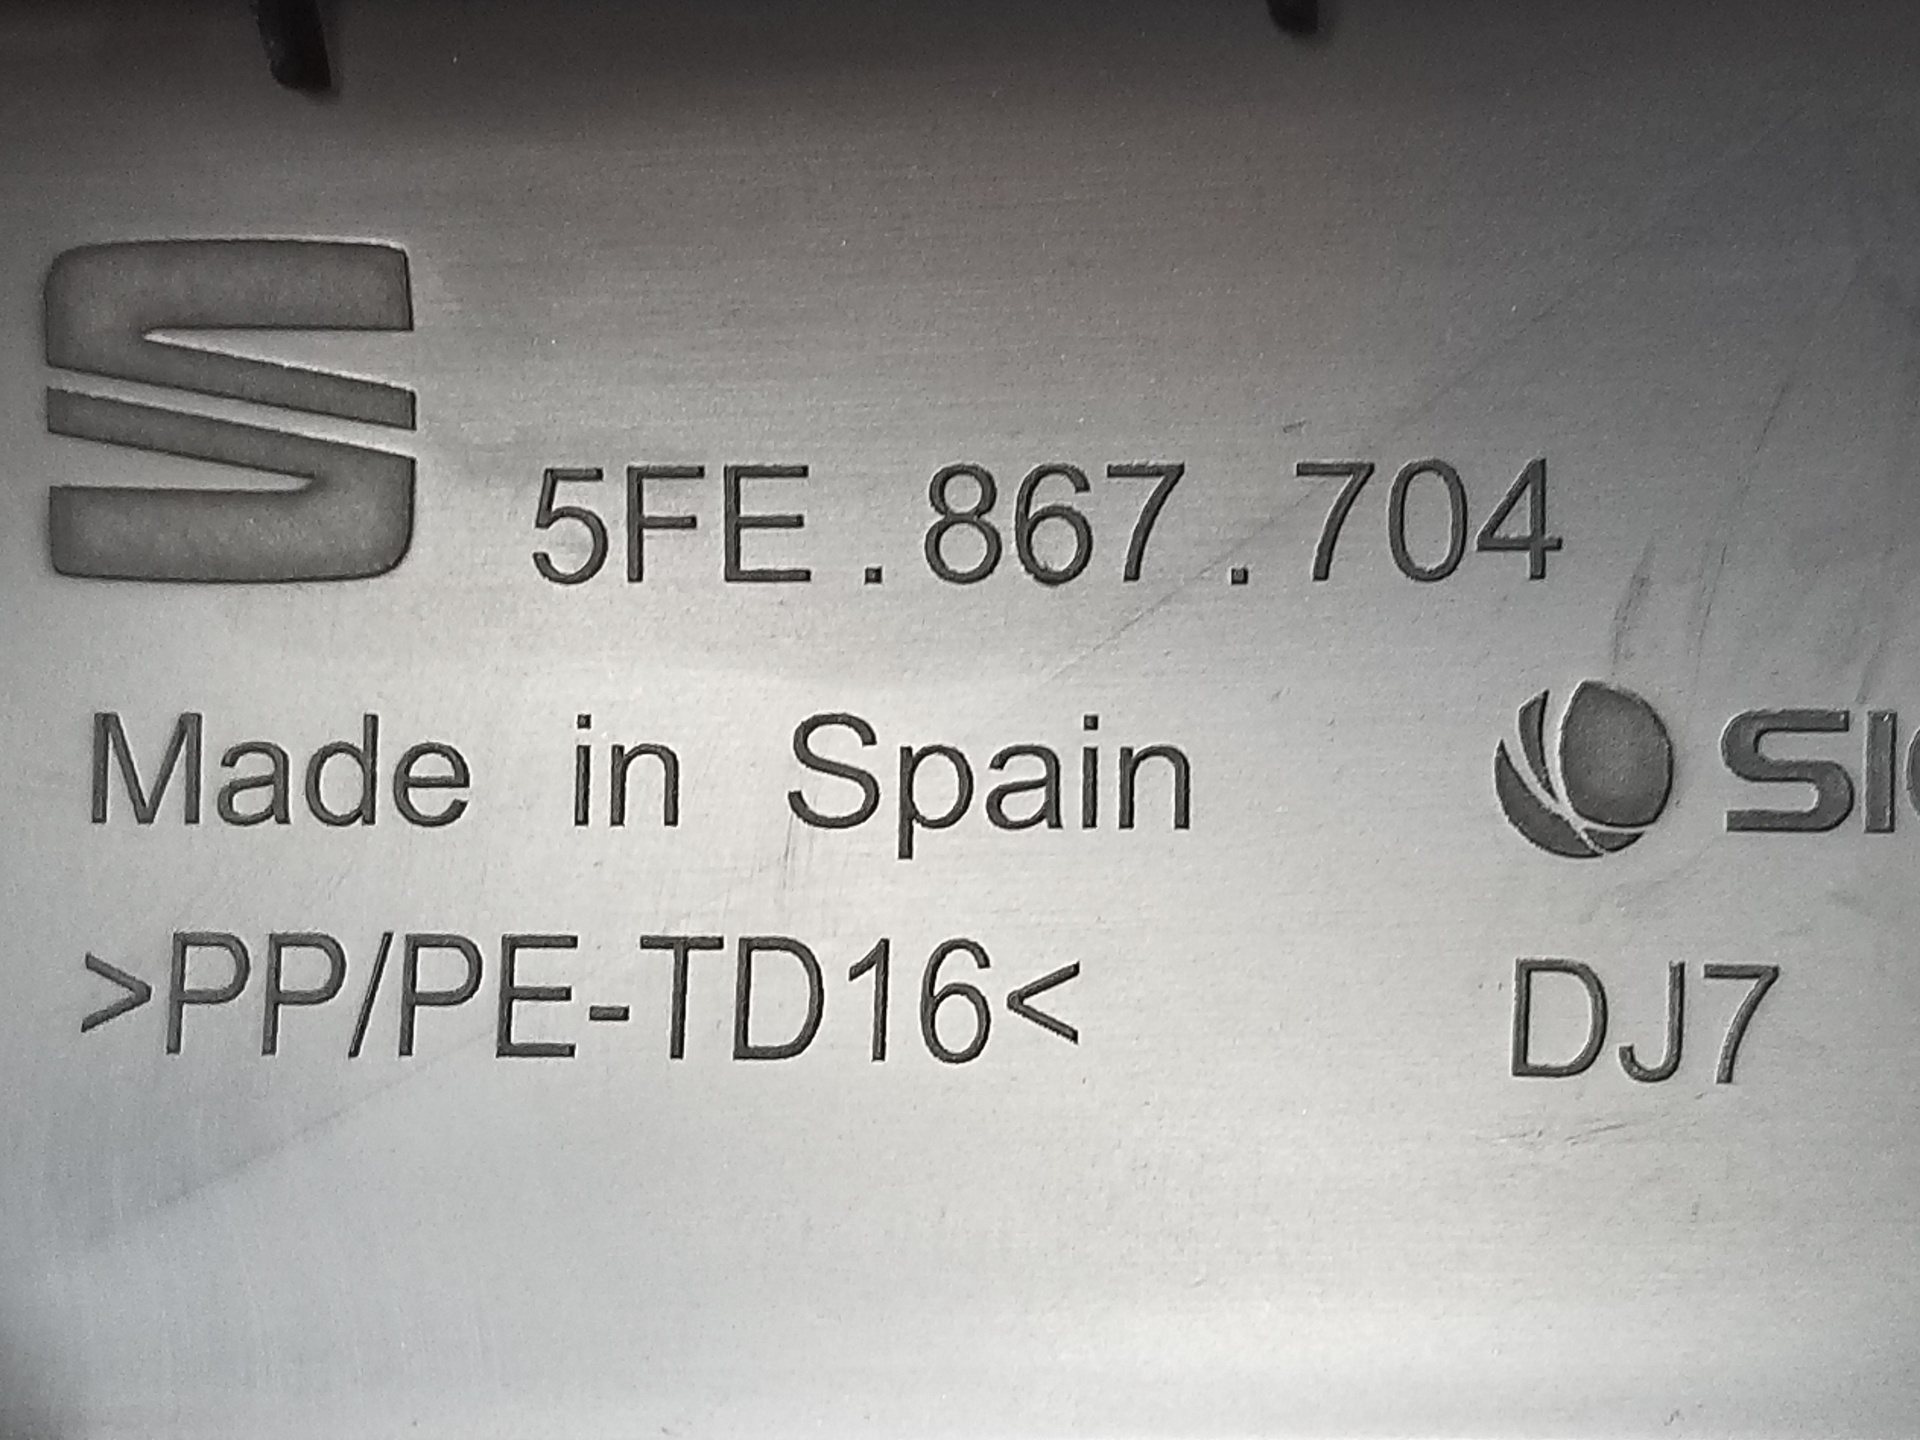 5FE.867.704
Made in Spain
>PP/PE-TD16<
DJ7